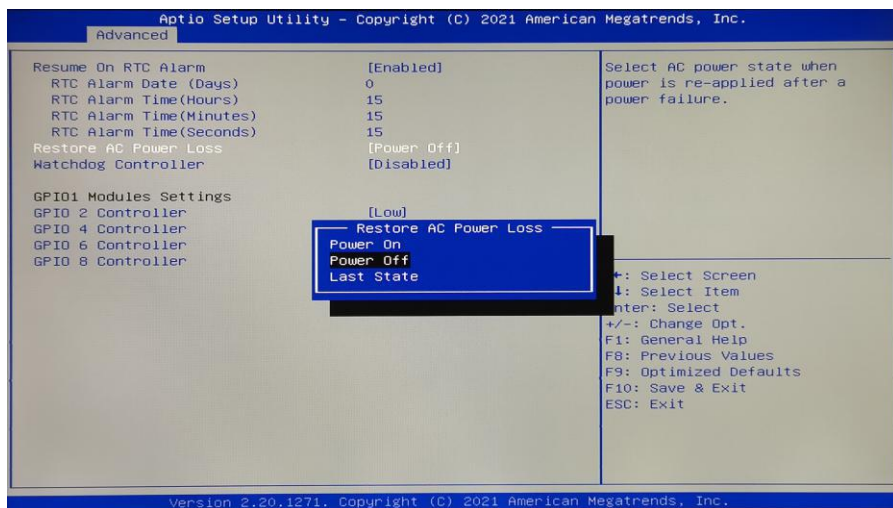 Aptio Setup Utility – Copyright (C) 2021 American Megatrends, Inc.
Advanced
Resume On RTC Alarm [Enabled]
RTC Alarm Date (Days) 0
RTC Alarm Time(Hours) 15
RTC Alarm Time(Minutes) 15
RTC Alarm Time(Seconds) 15
Restore AC Power Loss [Power Off]
Watchdog Controller [Disabled]
GPIO1 Modules Settings
GPIO 2 Controller [Low]
GPIO 4 Controller
GPIO 6 Controller
GPIO 8 Controller
Restore AC Power Loss
Power On
Power Off
Last State
Select AC power state when
power is re-applied after a
power failure.
←: Select Screen
↓: Select Item
nter: Select
+/-: Change Opt.
F1: General Help
F8: Previous Values
F9: Optimized Defaults
F10: Save & Exit
ESC: Exit
Version 2.20.1271. Copyright (C) 2021 American Megatrends, Inc.